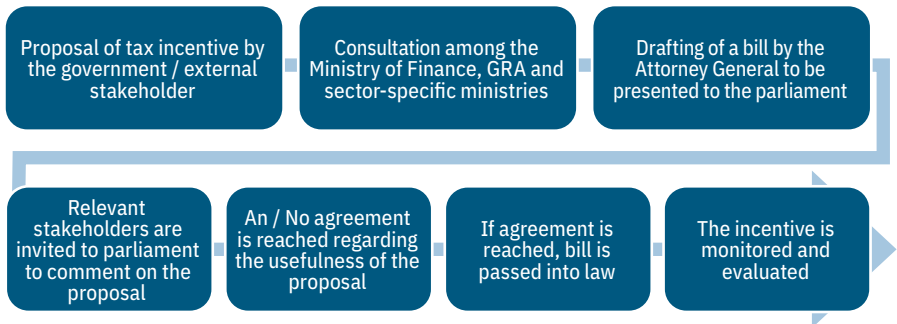 Proposal of tax incentive by
the government / external
stakeholder
Consultation among the
Ministry of Finance, GRA and
sector-specific ministries
Drafting of a bill by the
Attorney General to be
presented to the parliament
Relevant
stakeholders are
invited to parliament
to comment on the
proposal
An / No agreement
is reached regarding
the usefulness of the
proposal
If agreement is
reached, bill is
passed into law
The incentive is
monitored and
evaluated